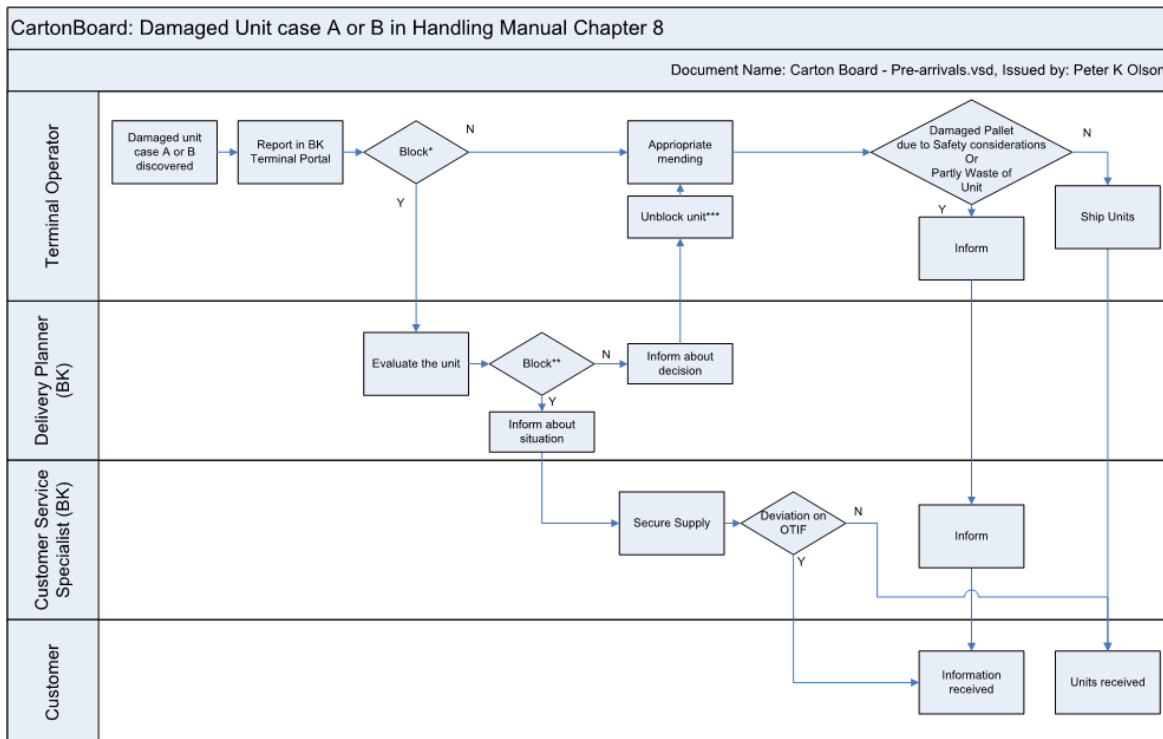 CartonBoard: Damaged Unit case A or B in Handling Manual Chapter 8
Document Name: Carton Board - Pre-arrivals.vsd, Issued by: Peter K Olson
Terminal Operator
Damaged unit
case A or B
discovered
Report in BK
Terminal Portal
Block*
N
Y
Appriopriate
mending
Unblock unit***
Damaged Pallet
due to Safety considerations
Or
Partly Waste of
Unit
N
Y
Ship Units
Inform
Delivery Planner
(BK)
Evaluate the unit
Block**
N
Y
Inform about
decision
Inform about
situation
Customer Service
Specialist (BK)
Secure Supply
Deviation on
OTIF
N
Y
Inform
Customer
Information
received
Units received